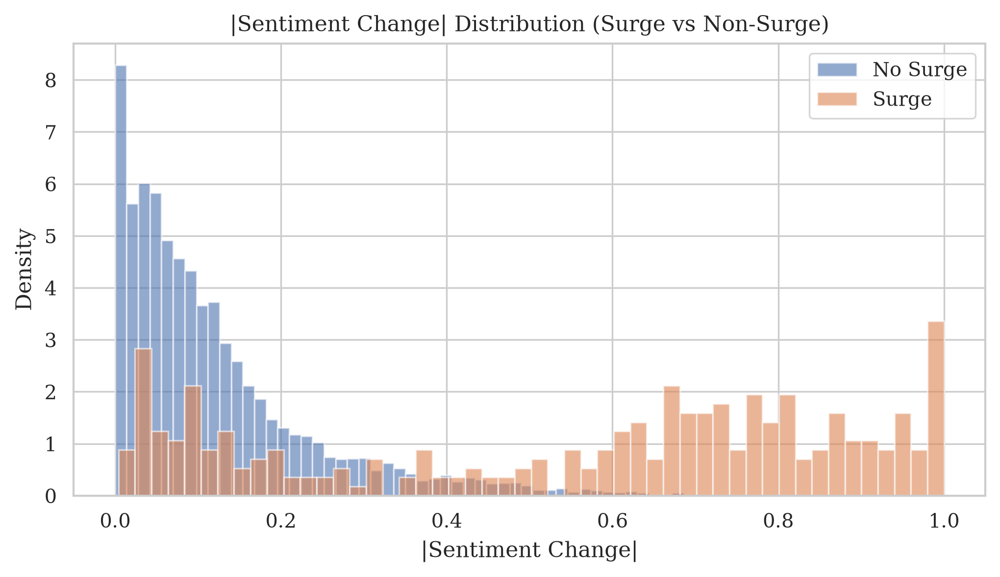 |Sentiment Change| Distribution (Surge vs Non-Surge)
No Surge
Surge
Density
8
7
6
5
4
3
2
1
0
0.0 0.2 0.4 0.6 0.8 1.0
|Sentiment Change|